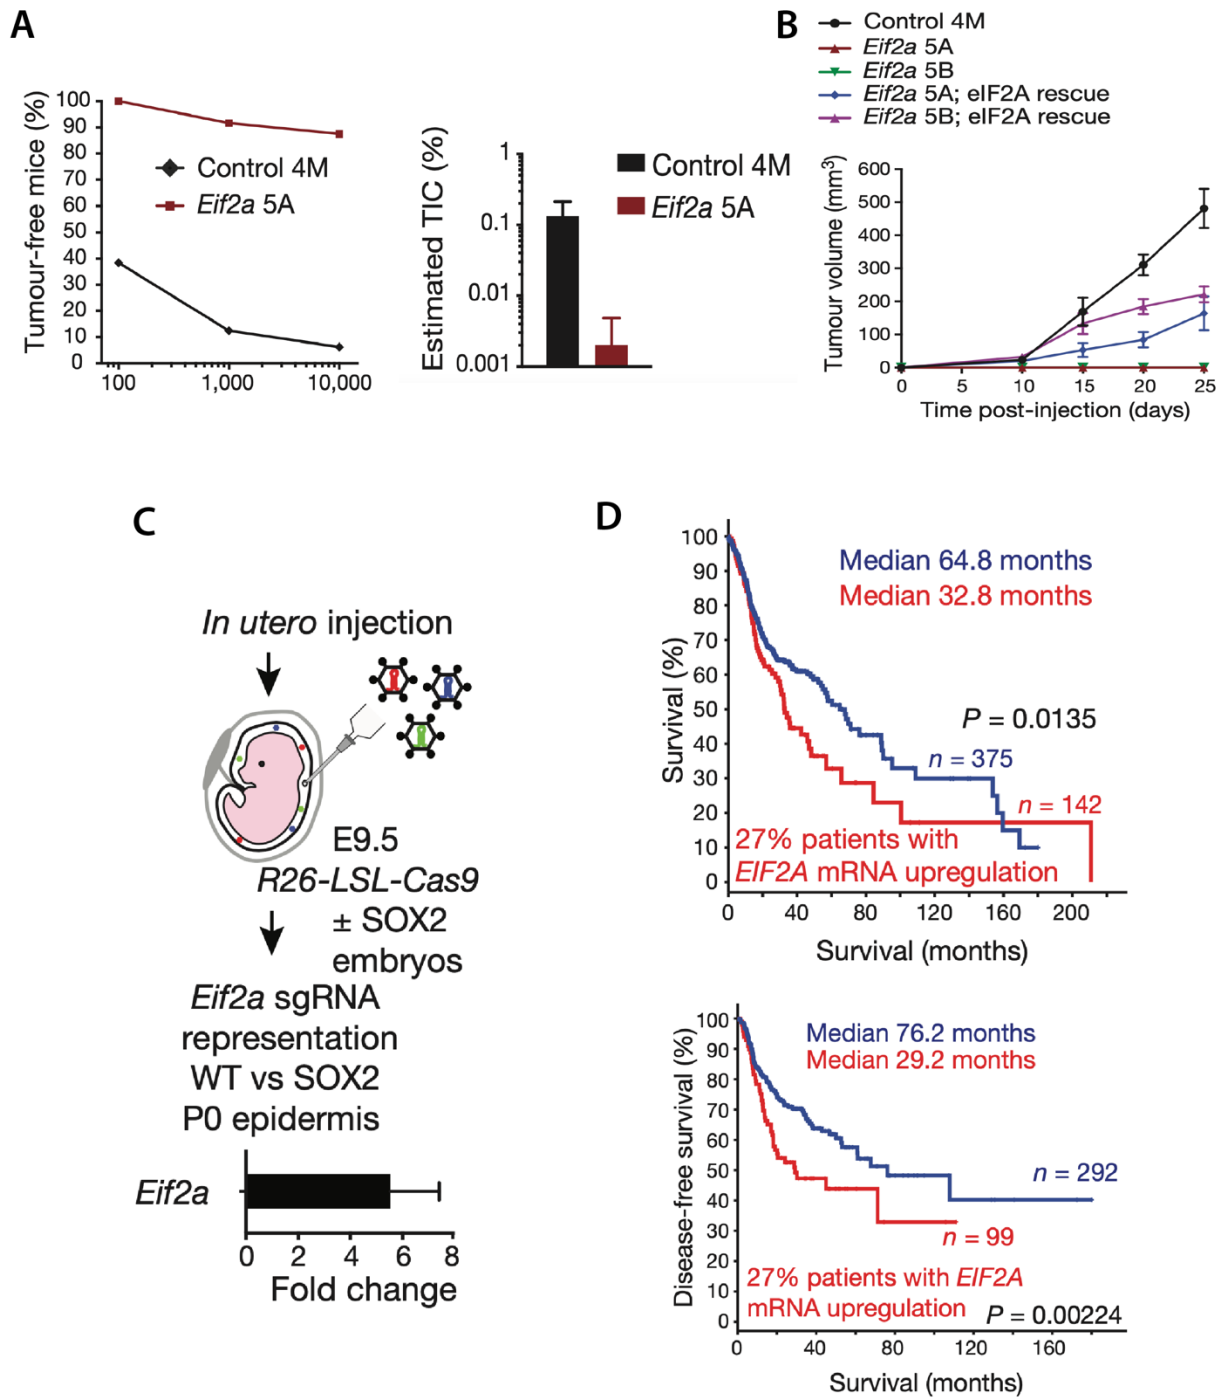 A
Tumour-free mice (%)
100
90
80
70
60
50
40
30
20
10
0
100
1,000
10,000
Control 4M
Eif2a 5A
Estimated TIC (%)
1
0.1
0.01
0.001
Control 4M
Eif2a 5A
B
Control 4M
Eif2a 5A
Eif2a 5B
Eif2a 5A; eIF2A rescue
Eif2a 5B; eIF2A rescue
Tumour volume (mm³)
600
500
400
300
200
100
0
0
5
10
15
20
25
Time post-injection (days)
C
In utero injection
E9.5
R26-LSL-Cas9
± SOX2
embryos
Eif2a sgRNA
representation
WT vs SOX2
P0 epidermis
Eif2a
0
2
4
6
8
Fold change
D
Survival (%)
100
90
80
70
60
50
40
30
20
10
0
Median 64.8 months
Median 32.8 months
P = 0.0135
n = 375
n = 142
27% patients with
EIF2A mRNA upregulation
0
40
80
120
160
200
Survival (months)
Disease-free survival (%)
100
90
80
70
60
50
40
30
20
10
0
Median 76.2 months
Median 29.2 months
n = 292
n = 99
27% patients with EIF2A
mRNA upregulation
P = 0.00224
0
40
80
120
160
Survival (months)